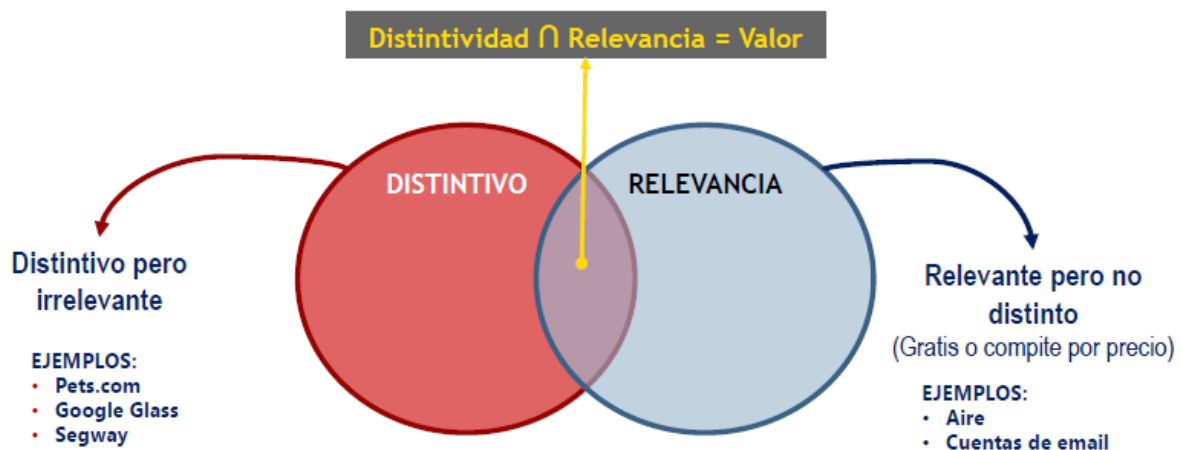 Distintividad ∩ Relevancia = Valor
DISTINTIVO
RELEVANCIA
Distintivo pero
irrelevante
EJEMPLOS:
• Pets.com
• Google Glass
• Segway
Relevante pero no
distinto
(Gratis o compite por precio)
EJEMPLOS:
• Aire
• Cuentas de email